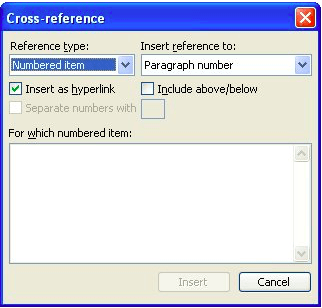 Cross-reference
Reference type: Insert reference to:
Numbered item Paragraph number
Insert as hyperlink Include above/below
Separate numbers with
For which numbered item:
Insert Cancel